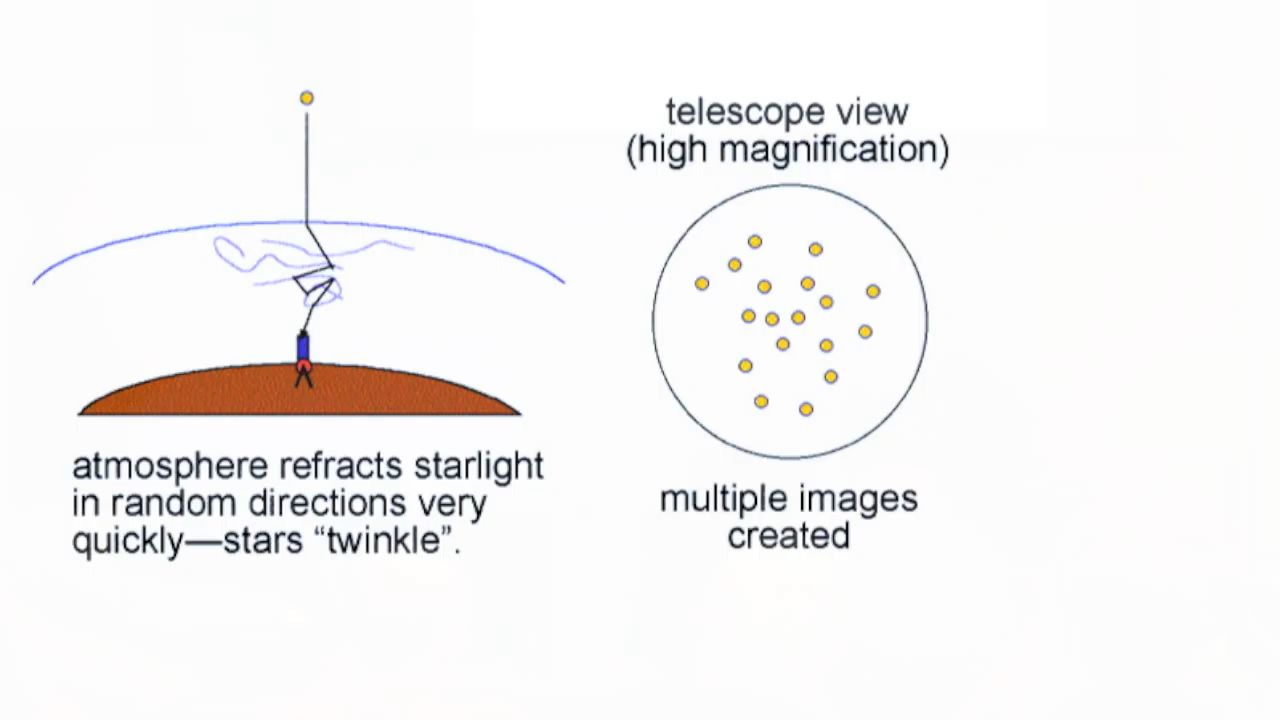 telescope view
(high magnification)
atmosphere refracts starlight
in random directions very
quickly—stars “twinkle”.
multiple images
created